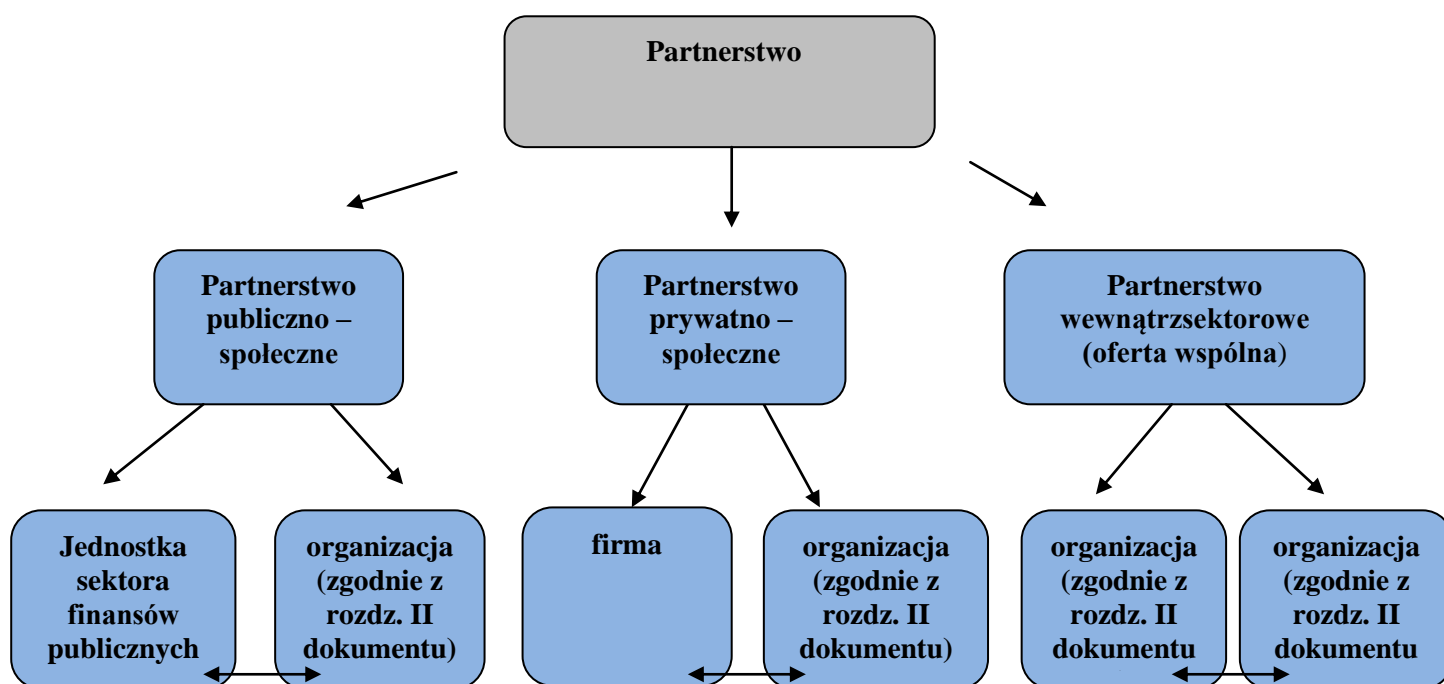 Partnerstwo
Partnerstwo
publiczno –
społeczne
Partnerstwo
prywatno –
społeczne
Partnerstwo
wewnątrzsektorowe
(oferta wspólna)
Jednostka
sektora
finansów
publicznych
organizacja
(zgodnie z
rozdz. II
dokumentu)
firma
organizacja
(zgodnie z
rozdz. II
dokumentu)
organizacja
(zgodnie z
rozdz. II
dokumentu
organizacja
(zgodnie z
rozdz. II
dokumentu